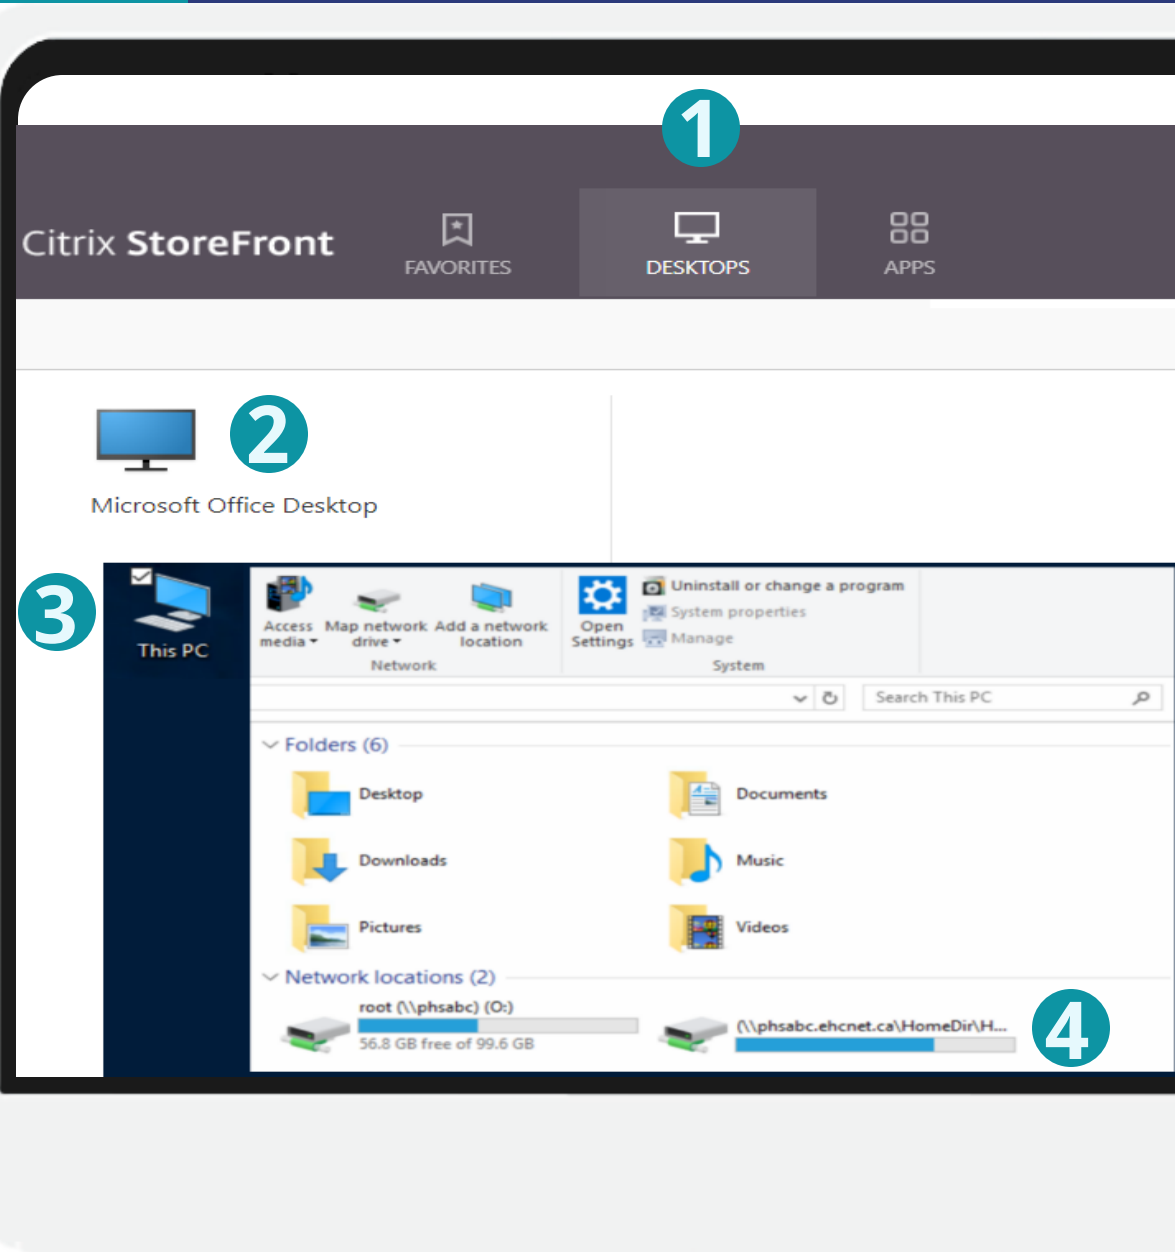 1
Citrix StoreFront
FAVORITES
DESKTOPS
APPS
2
Microsoft Office Desktop
3
This PC
Access media
Map network drive
Add a network location
Network
Open Settings
Uninstall or change a program
System properties
Manage
System
Search This PC
Folders (6)
Desktop
Documents
Downloads
Music
Pictures
Videos
Network locations (2)
root (\\phsabc) (O:)
56.8 GB free of 99.6 GB
(\\phsabc.ehcnet.ca\HomeDir\H...
4